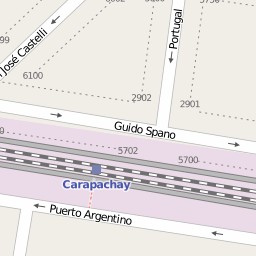 Portugal
José Castelli
6100
2902
2901
Guido Spano
5702
5700
Carapachay
Puerto Argentino